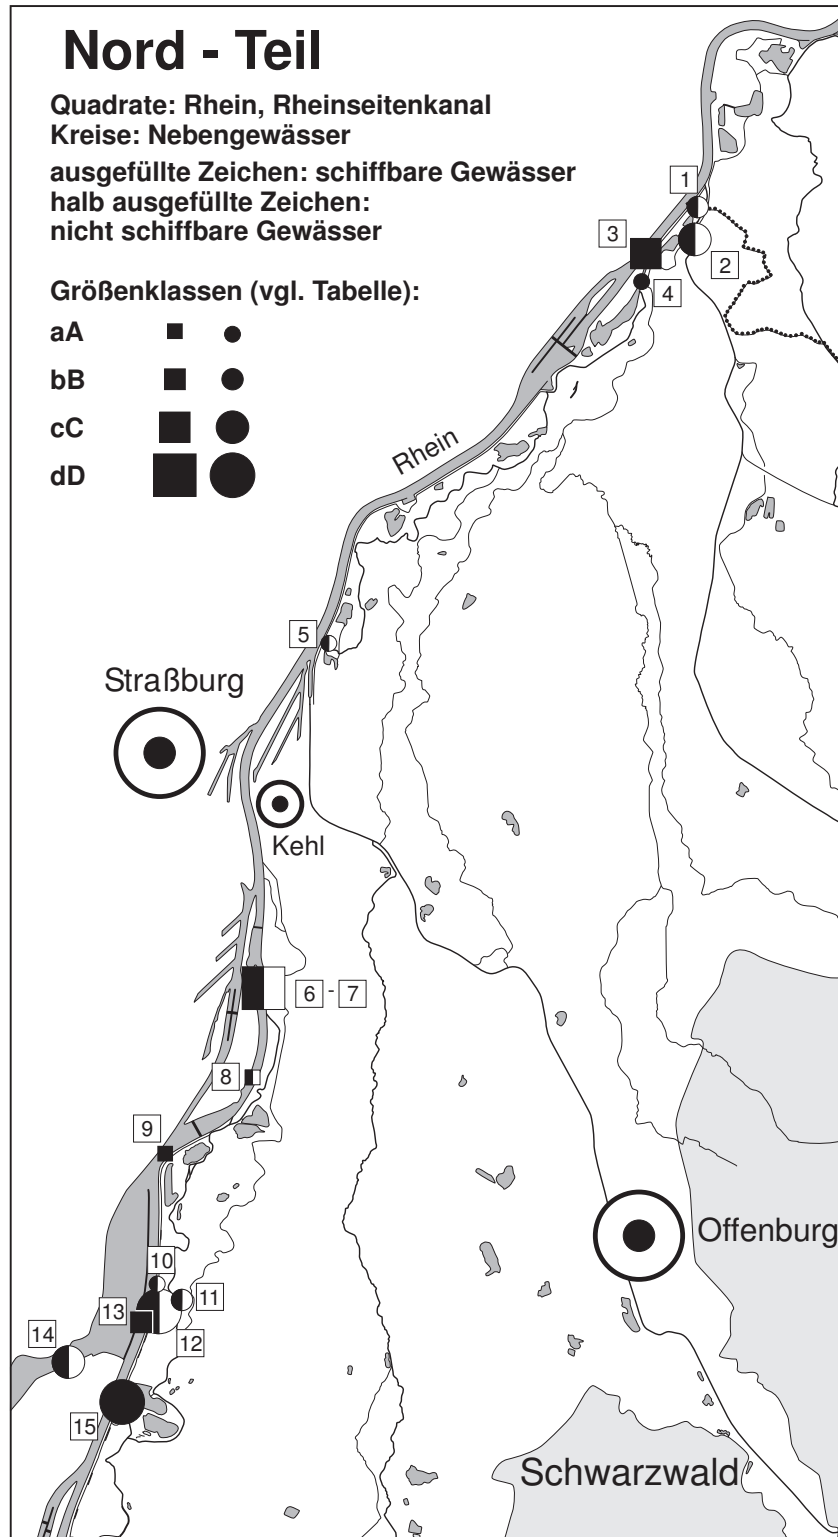 Nord - Teil
Quadrate: Rhein, Rheinseitenkanal
Kreise: Nebengewässer
ausgefüllte Zeichen: schiffbare Gewässer
halb ausgefüllte Zeichen:
nicht schiffbare Gewässer
Größenklassen (vgl. Tabelle):
aA
bB
cC
dD
1
3
2
4
Rhein
5
Straßburg
Kehl
6 - 7
8
9
Offenburg
10
11
13
12
14
15
Schwarzwald